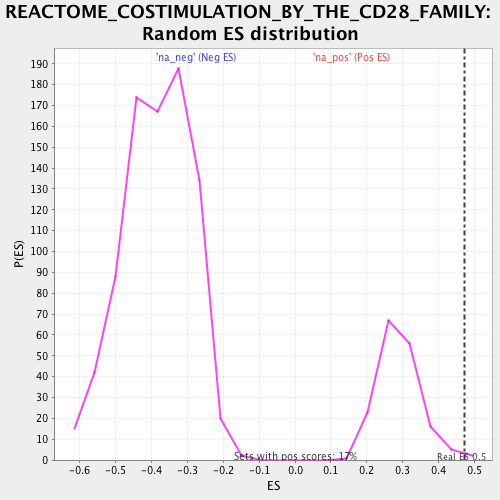 REACTOME_COSTIMULATION_BY_THE_CD28_FAMILY:
Random ES distribution
'na_neg' (Neg ES) 'na_pos' (Pos ES)
190
180
170
160
150
140
130
120
110
100
90
80
70
60
50
40
30
20
10
0
P(ES)
Sets with pos scores: 17%
Real ES 0.5
-0.6 -0.5 -0.4 -0.3 -0.2 -0.1 0.0 0.1 0.2 0.3 0.4 0.5
ES